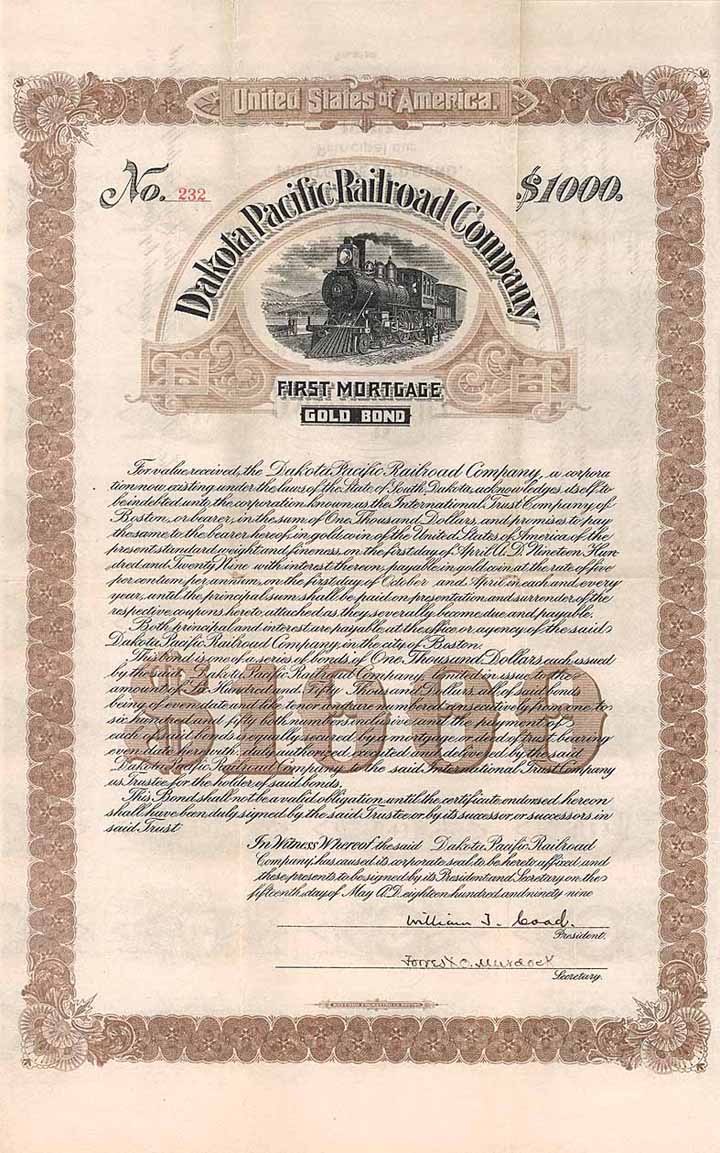 United States of America.
No. 232
$1000.
Dakota Pacific Railroad Company
FIRST MORTGAGE
GOLD BOND
For value received, the Dakota Pacific Railroad Company, a corpora
tion now existing under the laws of the State of South Dakota, acknowledges itself to
be indebted unto the corporation known as the International Trust Company of
Boston, or bearer, in the sum of One Thousand Dollars, and promises to pay
the same to the bearer hereof, in gold coin of the United States of America, of the
present standard weight and fineness, on the first day of April A.D. Nineteen Hun
dred and Twenty Nine with interest thereon, payable in gold coin at the rate of five
per centum per annum, on the first day of October and April in each and every
year, until the principal sum shall be paid on presentation and surrender of the
respective coupons hereto attached as they severally become due and payable.
Both principal and interest are payable at the office or agency of the said
Dakota Pacific Railroad Company, in the city of Boston.
This bond is one of a series of bonds of One Thousand Dollars each issued
by the said Dakota Pacific Railroad Company limited in issue to the
amount of Six Hundred and Fifty Thousand Dollars, all of said bonds
being of even date and like tenor and are numbered consecutively from one to
six hundred and fifty both numbers inclusive and the payment of
each of said bonds is equally secured by a mortgage or deed of trust bearing
even date herewith, duly authorized, executed and delivered by the said
Dakota Pacific Railroad Company to the said International Trust Company
as Trustee for the holder of said bonds.
This Bond shall not be a valid obligation until the certificate endorsed hereon
shall have been duly signed by the said Trustee or by its successor or successors in
said Trust
$1000
In Witness Whereof, the said Dakota Pacific Railroad
Company has caused its corporate seal to be hereto affixed, and
these presents to be signed by its President and Secretary on the
fifteenth day of May A.D. eighteen hundred and ninety nine
William T. Coad.
President.
Forrest C. Murdock
Secretary.